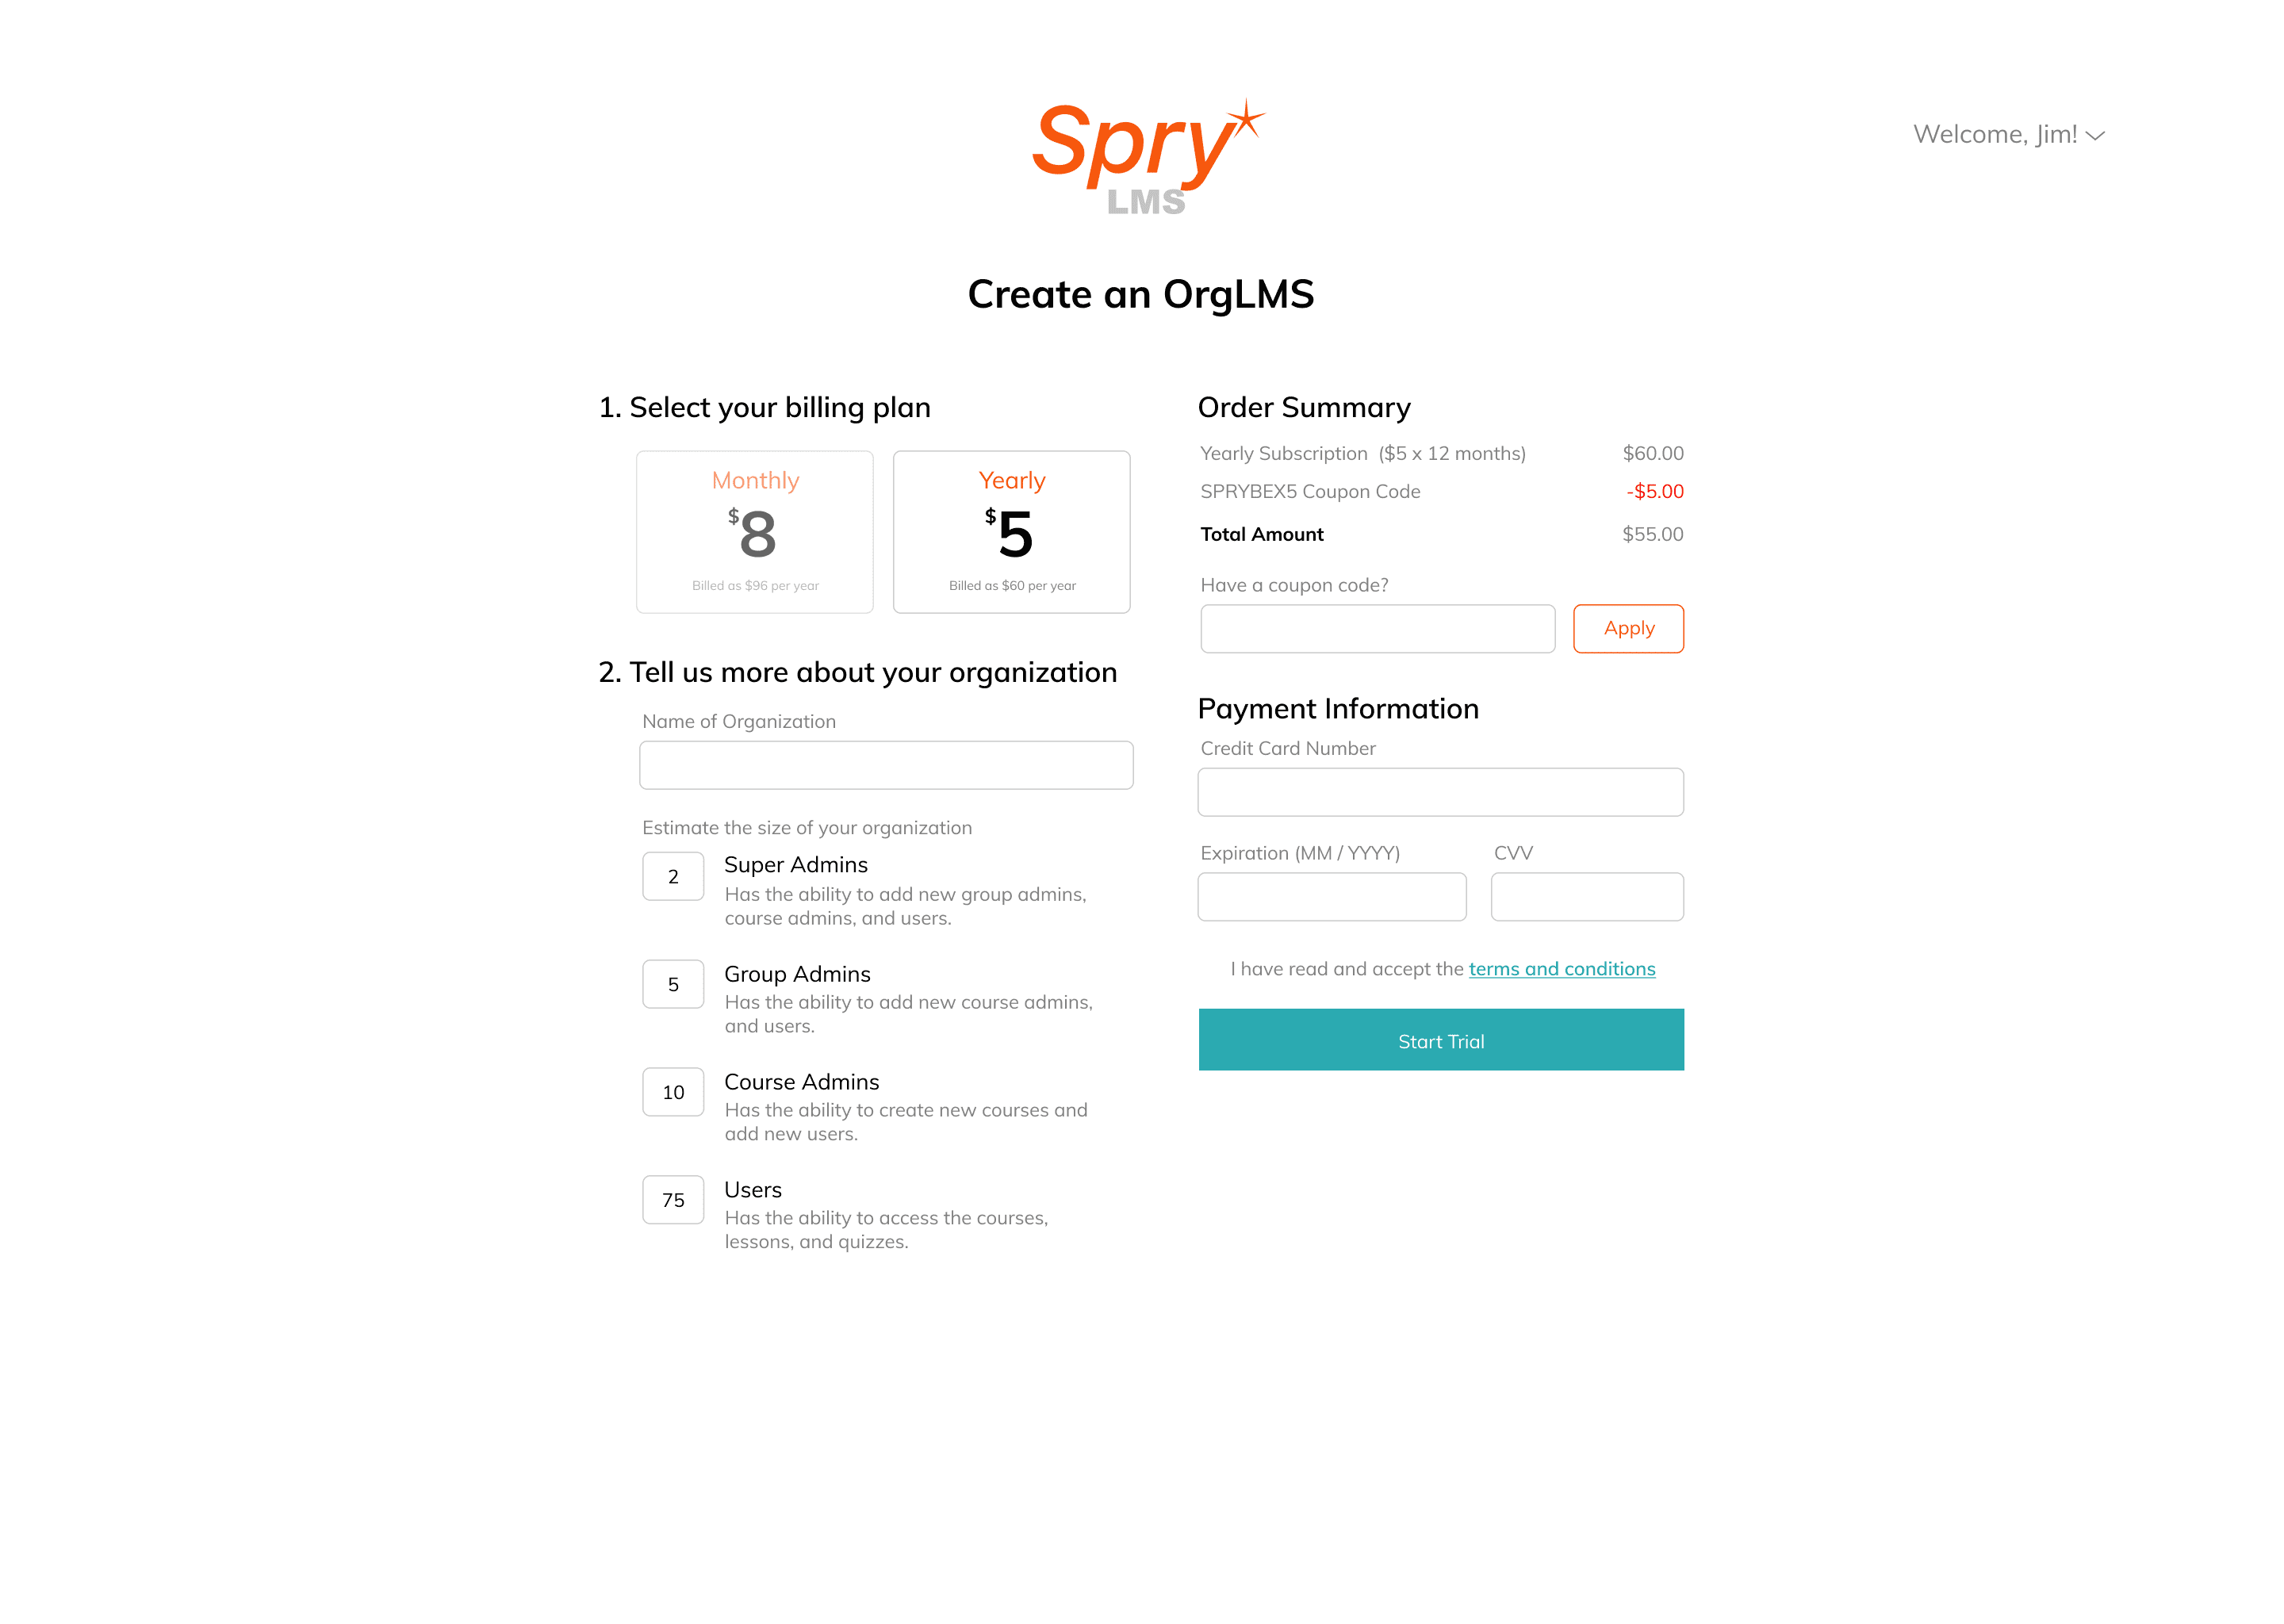 Spry
LMS
Welcome, Jim!
Create an OrgLMS
1. Select your billing plan
Monthly
$8
Billed as $96 per year
Yearly
$5
Billed as $60 per year
2. Tell us more about your organization
Name of Organization
Estimate the size of your organization
2
Super Admins
Has the ability to add new group admins,
course admins, and users.
5
Group Admins
Has the ability to add new course admins,
and users.
10
Course Admins
Has the ability to create new courses and
add new users.
75
Users
Has the ability to access the courses,
lessons, and quizzes.
Order Summary
Yearly Subscription ($5 x 12 months) $60.00
SPRYBEX5 Coupon Code -$5.00
Total Amount $55.00
Have a coupon code?
Apply
Payment Information
Credit Card Number
Expiration (MM / YYYY) CVV
I have read and accept the terms and conditions
Start Trial